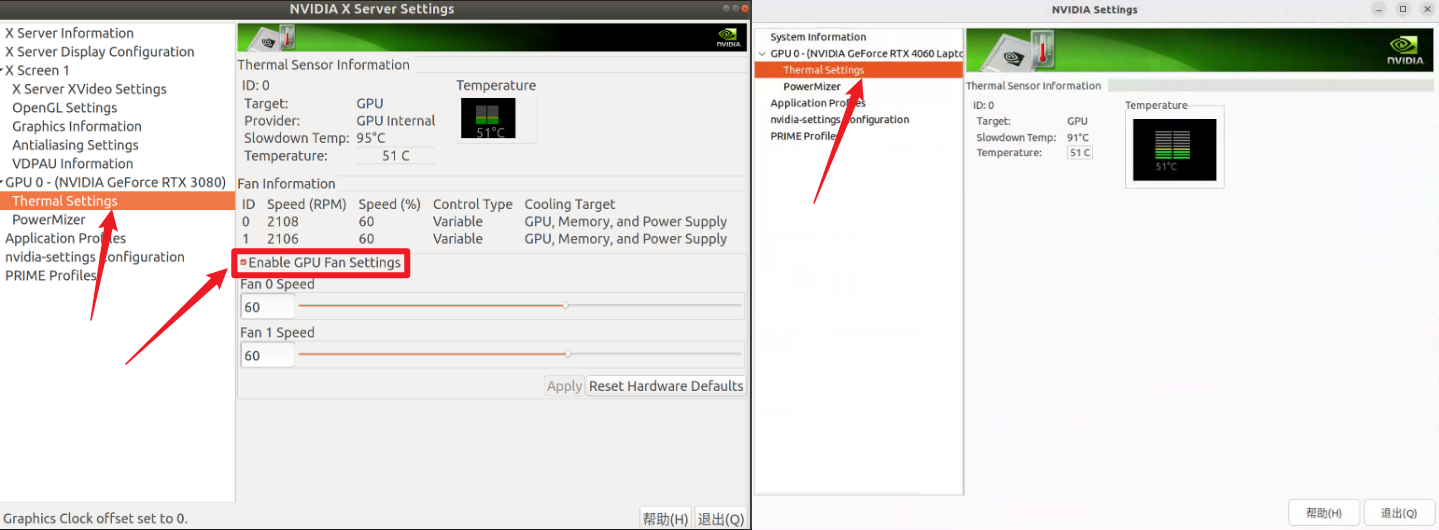 NVIDIA X Server Settings
X Server Information
X Server Display Configuration
X Screen 1
X Server XVideo Settings
OpenGL Settings
Graphics Information
Antialiasing Settings
VDPAU Information
GPU 0 - (NVIDIA GeForce RTX 3080)
Thermal Settings
PowerMizer
Application Profiles
nvidia-settings Configuration
PRIME Profiles
NVIDIA
Thermal Sensor Information
ID: 0
Target: GPU
Provider: GPU Internal
Slowdown Temp: 95°C
Temperature: 51 C
Temperature
51°C
Fan Information
ID Speed (RPM) Speed (%) Control Type Cooling Target
0 2108 60 Variable GPU, Memory, and Power Supply
1 2106 60 Variable GPU, Memory, and Power Supply
Enable GPU Fan Settings
Fan 0 Speed
60
Fan 1 Speed
60
Apply Reset Hardware Defaults
Graphics Clock offset set to 0.
帮助(H) 退出(Q)
NVIDIA Settings
System Information
GPU 0 - (NVIDIA GeForce RTX 4060 Lapto
Thermal Settings
PowerMizer
Application Profiles
nvidia-settings Configuration
PRIME Profiles
NVIDIA
Thermal Sensor Information
ID: 0
Target: GPU
Slowdown Temp: 91°C
Temperature: 51 C
Temperature
51°C
帮助(H) 退出(Q)